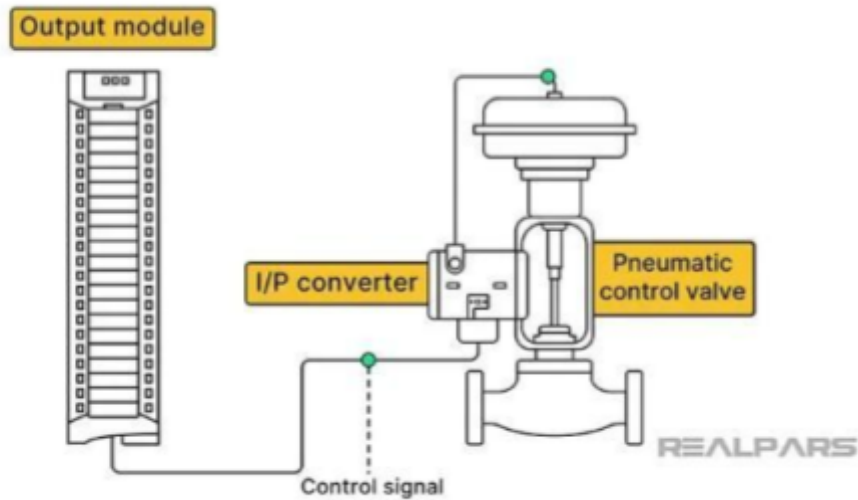 Output module
I/P converter
Pneumatic
control valve
Control signal
REALPARS